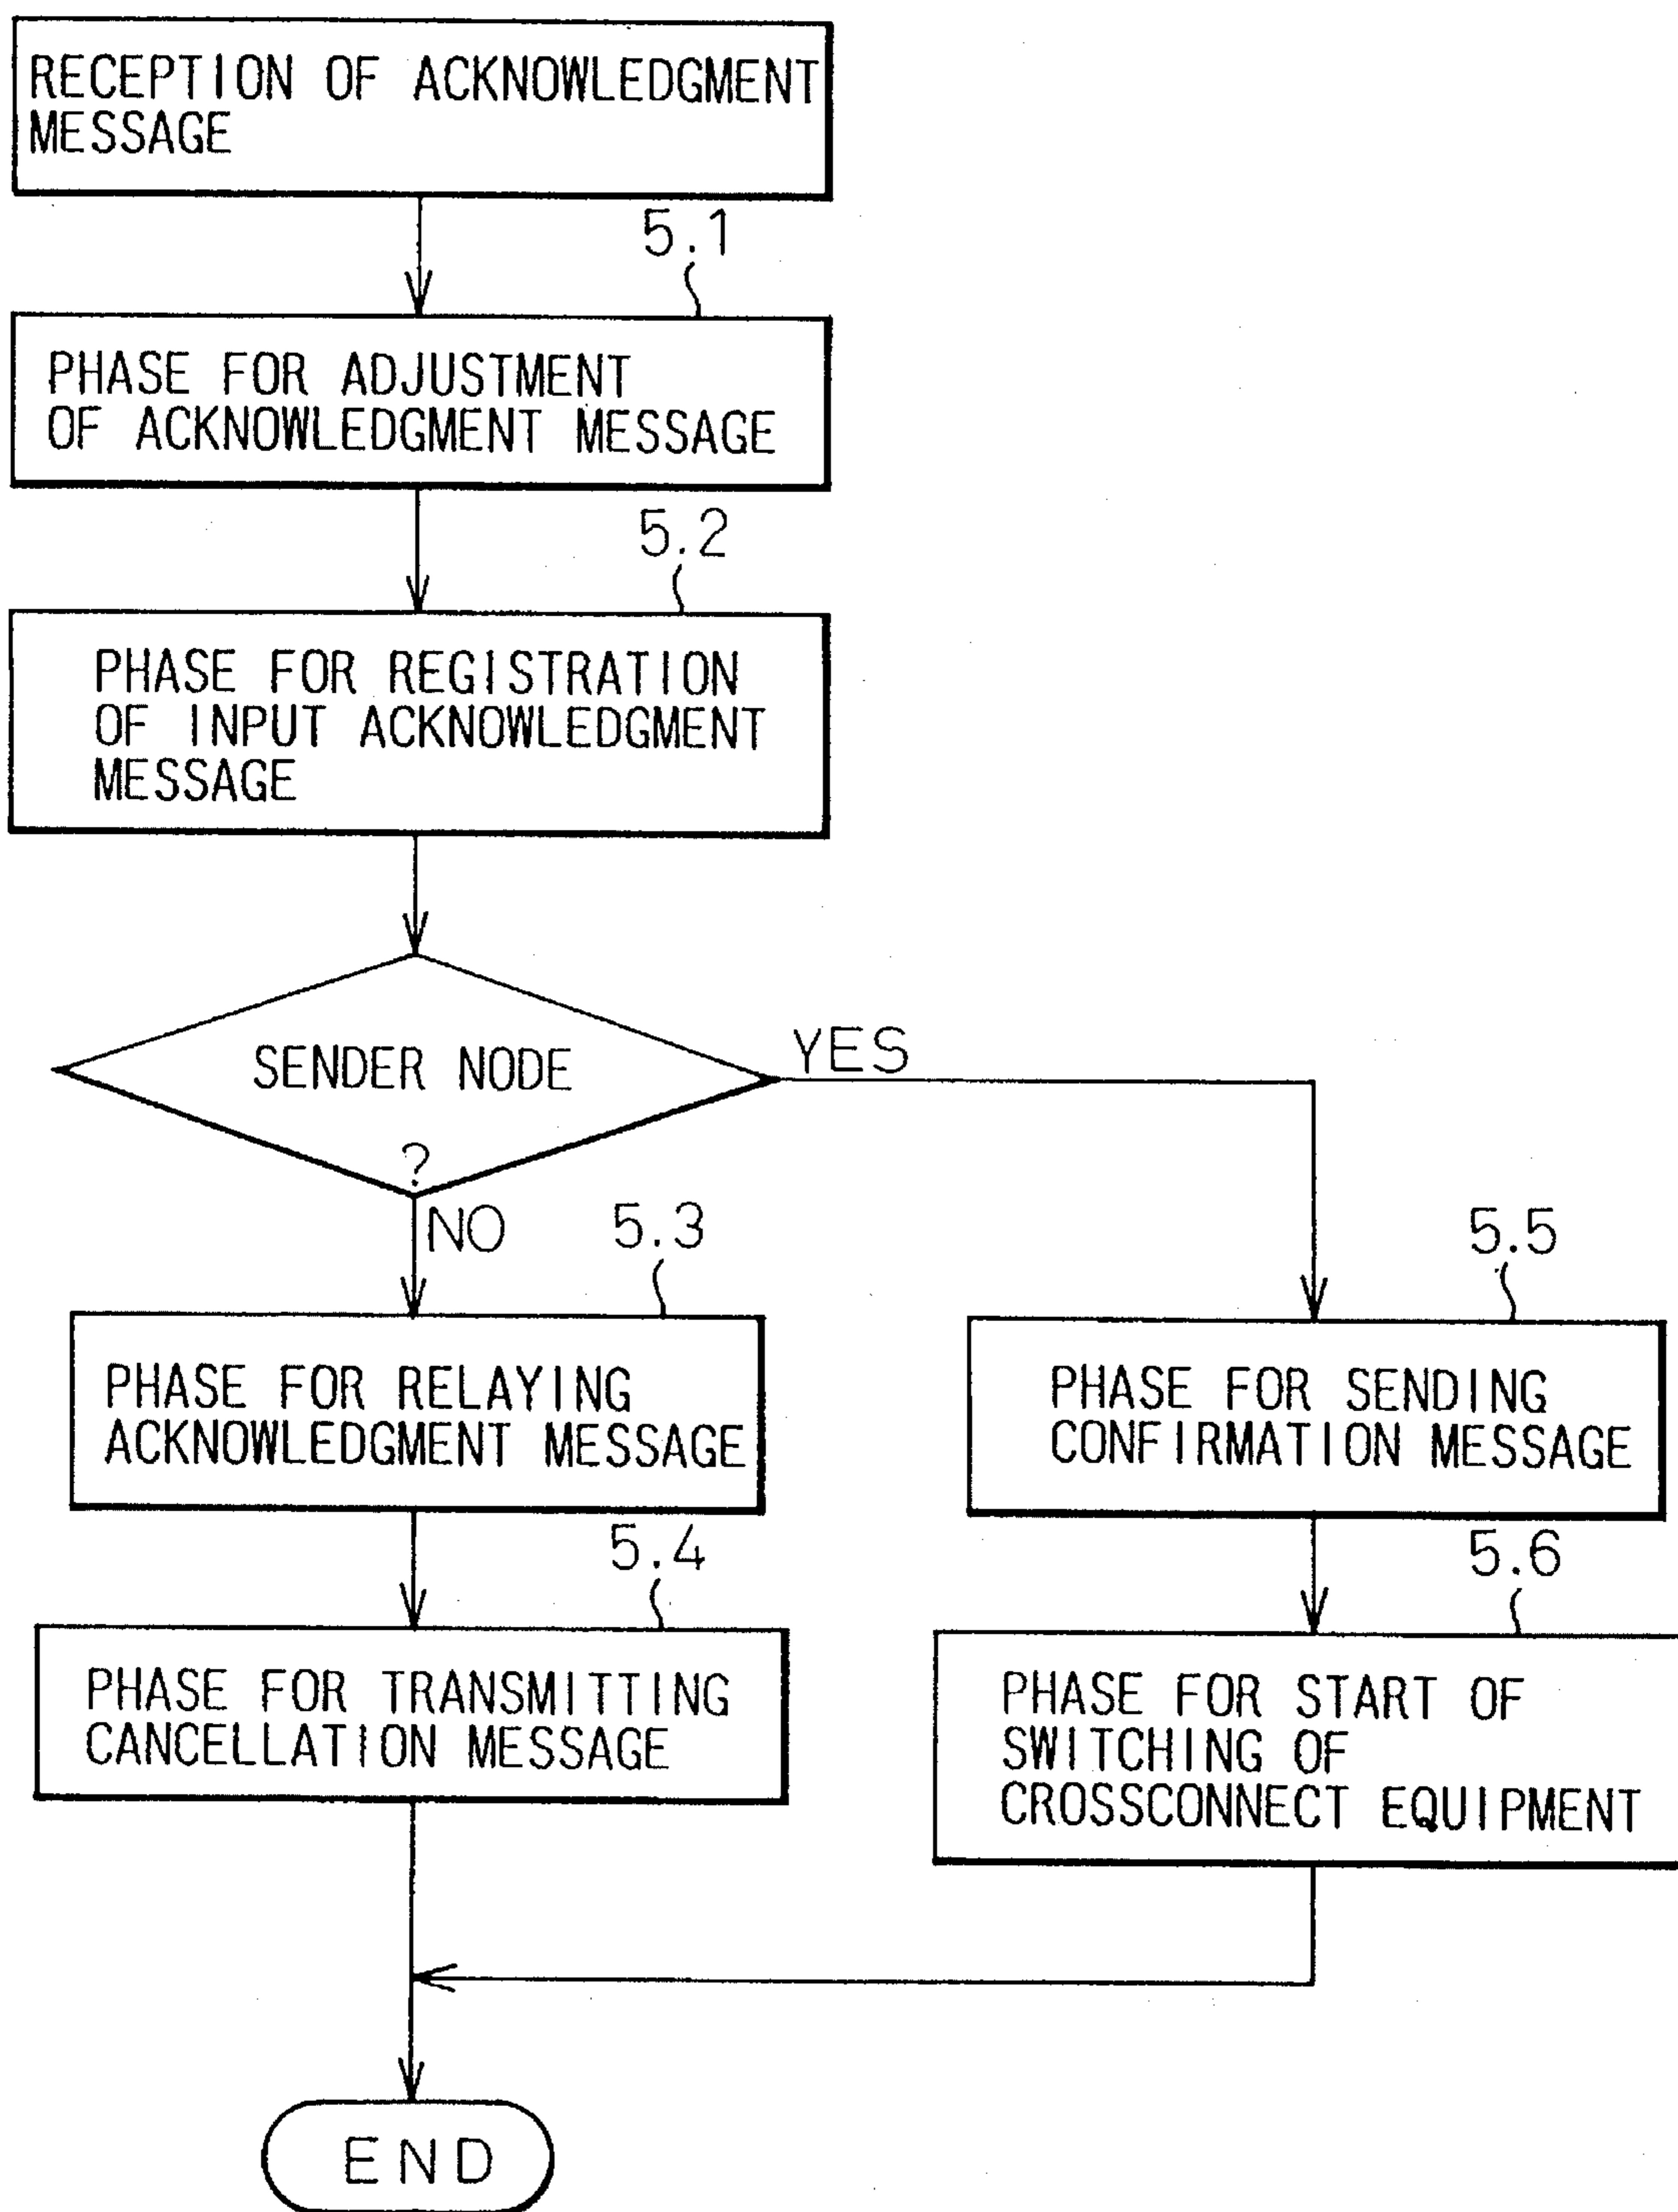 RECEPTION OF ACKNOWLEDGMENT
MESSAGE
5.1
PHASE FOR ADJUSTMENT
OF ACKNOWLEDGMENT MESSAGE
5.2
PHASE FOR REGISTRATION
OF INPUT ACKNOWLEDGMENT
MESSAGE
SENDER NODE
?
YES
NO
5.3
PHASE FOR RELAYING
ACKNOWLEDGMENT MESSAGE
5.4
PHASE FOR TRANSMITTING
CANCELLATION MESSAGE
5.5
PHASE FOR SENDING
CONFIRMATION MESSAGE
5.6
PHASE FOR START OF
SWITCHING OF
CROSSCONNECT EQUIPMENT
END